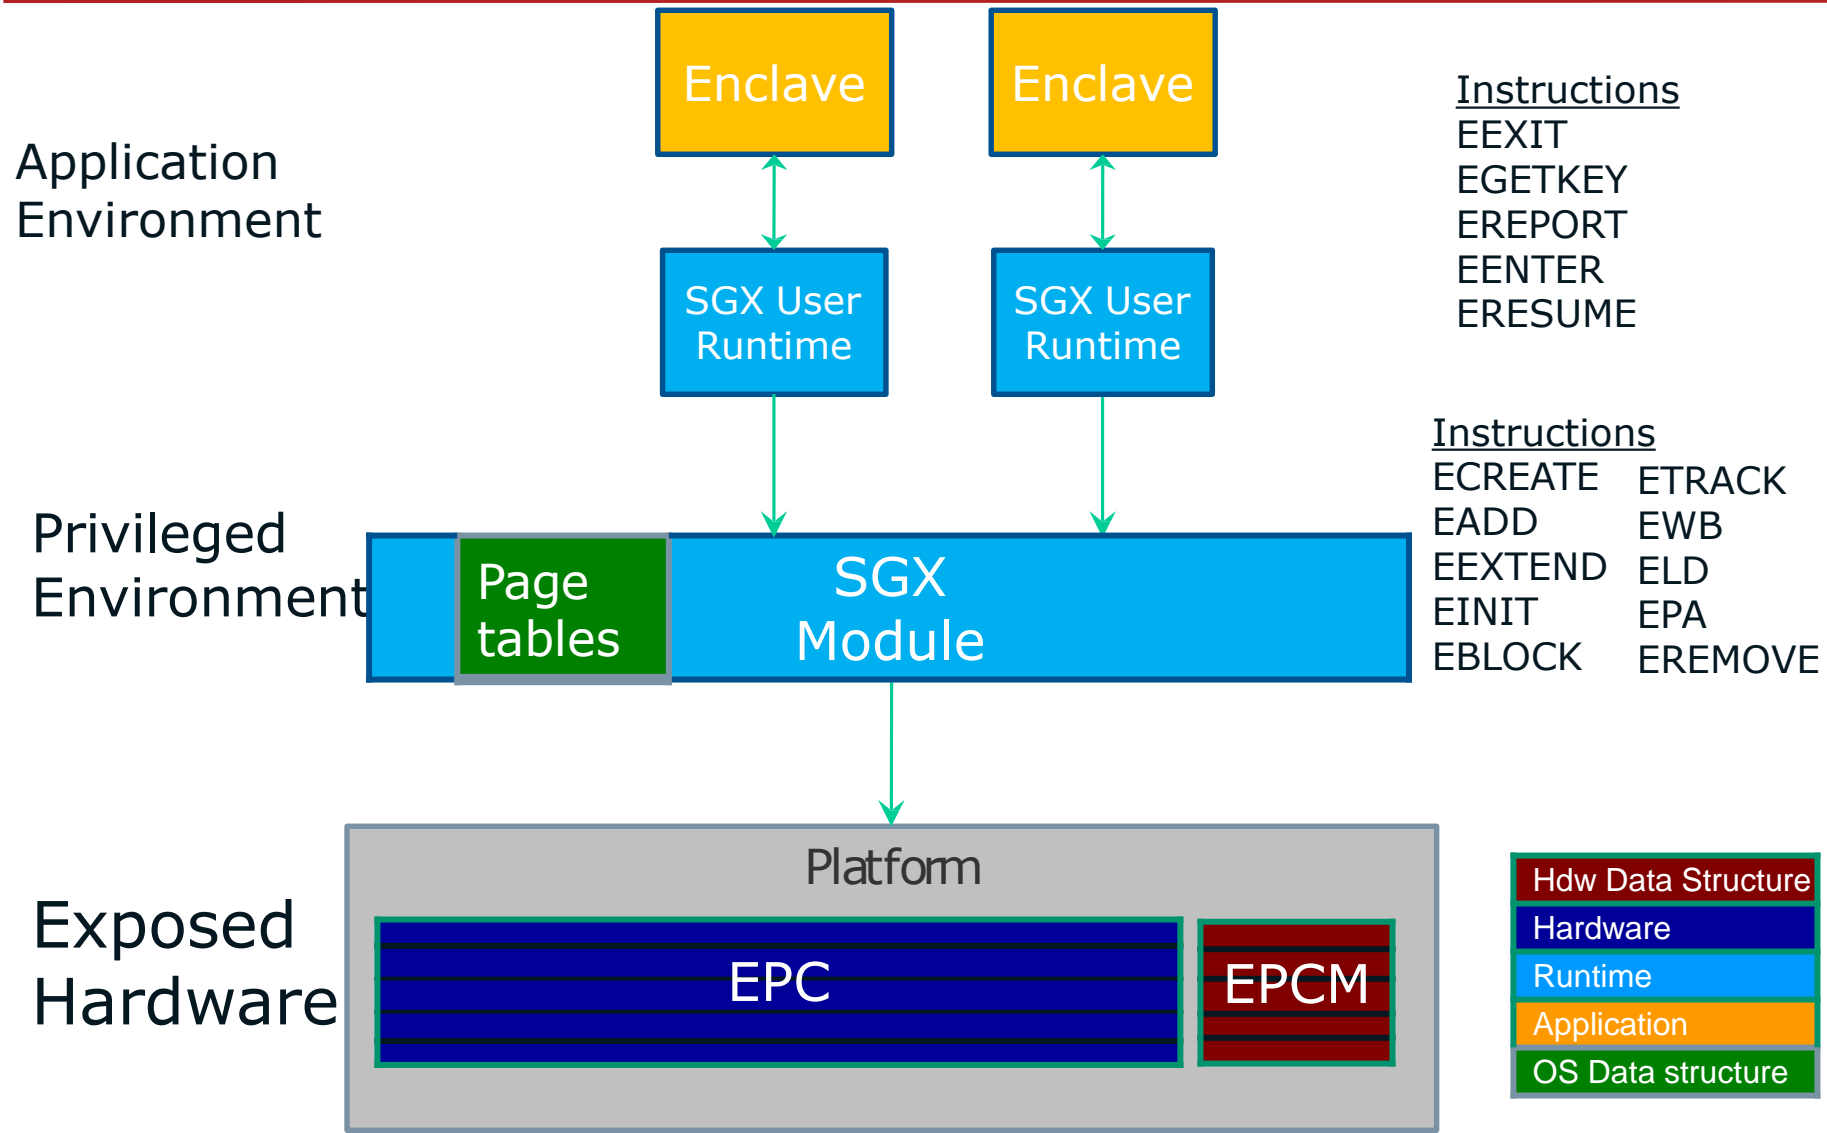 Enclave
Enclave
Application
Environment
SGX User
Runtime
SGX User
Runtime
Instructions
EEXIT
EGETKEY
EREPORT
EENTER
ERESUME
Privileged
Environment
Page
tables
SGX
Module
Instructions
ECREATE
EADD
EEXTEND
EINIT
EBLOCK
ETRACK
EWB
ELD
EPA
EREMOVE
Exposed
Hardware
Platform
EPC
EPCM
Hdw Data Structure
Hardware
Runtime
Application
OS Data structure